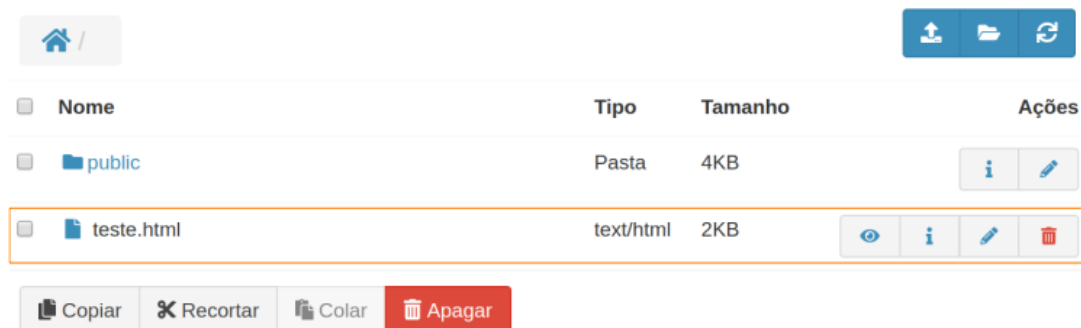 /
Nome Tipo Tamanho Ações
public Pasta 4KB
teste.html text/html 2KB
Copiar Recortar Colar Apagar